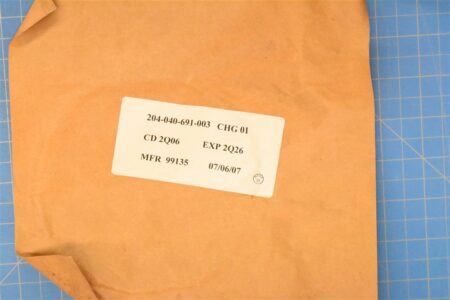 204-040-691-003 CHG 01
CD 2Q06 EXP 2Q26
MFR 99135 07/06/07